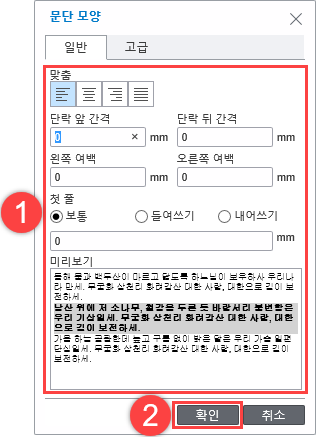 문단 모양
일반 고급
맞춤
단락 앞 간격 단락 뒤 간격
0 mm 0 mm
왼쪽 여백 오른쪽 여백
0 mm 0 mm
1
첫 줄
보통 들여쓰기 내어쓰기
0 mm
미리보기
동해 물과 백두산이 마르고 닳도록 하느님이 보우하사 우리나
라 만세. 무궁화 삼천리 화려강산 대한 사람, 대한으로 길이 보
전하세.
남산 위에 저 소나무, 철갑을 두른 듯 바람서리 불변함은
우리 기상일세. 무궁화 삼천리 화려강산 대한 사람, 대한
으로 길이 보전하세.
가을 하늘 공활한데 높고 구름 없이 밝은 달은 우리 가슴 일편
단심일세. 무궁화 삼천리 화려강산 대한 사람, 대한으로 길이
보전하세.
2 확인 취소